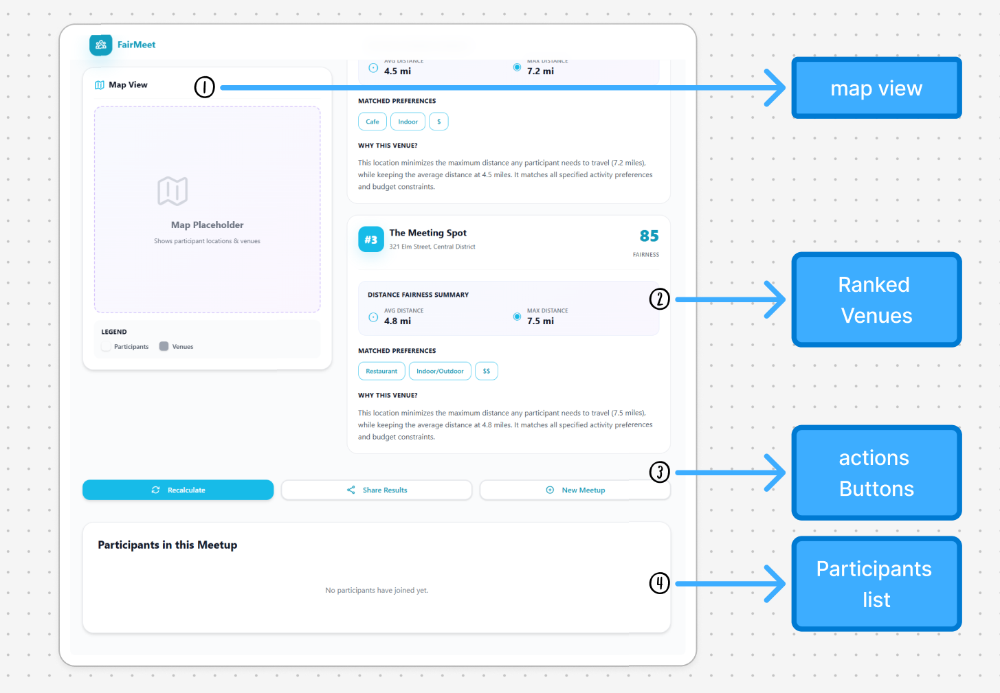 FairMeet
Map View
1
Map Placeholder
Shows participant locations & venues
LEGEND
Participants
Venues
AVG DISTANCE
4.5 mi
MAX DISTANCE
7.2 mi
MATCHED PREFERENCES
Cafe
Indoor
$
WHY THIS VENUE?
This location minimizes the maximum distance any participant needs to travel (7.2 miles),
while keeping the average distance at 4.5 miles. It matches all specified activity preferences
and budget constraints.
#3
The Meeting Spot
321 Elm Street, Central District
85
FAIRNESS
DISTANCE FAIRNESS SUMMARY
AVG DISTANCE
4.8 mi
MAX DISTANCE
7.5 mi
2
MATCHED PREFERENCES
Restaurant
Indoor/Outdoor
$$
WHY THIS VENUE?
This location minimizes the maximum distance any participant needs to travel (7.5 miles),
while keeping the average distance at 4.8 miles. It matches all specified activity preferences
and budget constraints.
3
Recalculate
Share Results
New Meetup
Participants in this Meetup
No participants have joined yet.
4
map view
Ranked
Venues
actions
Buttons
Participants
list